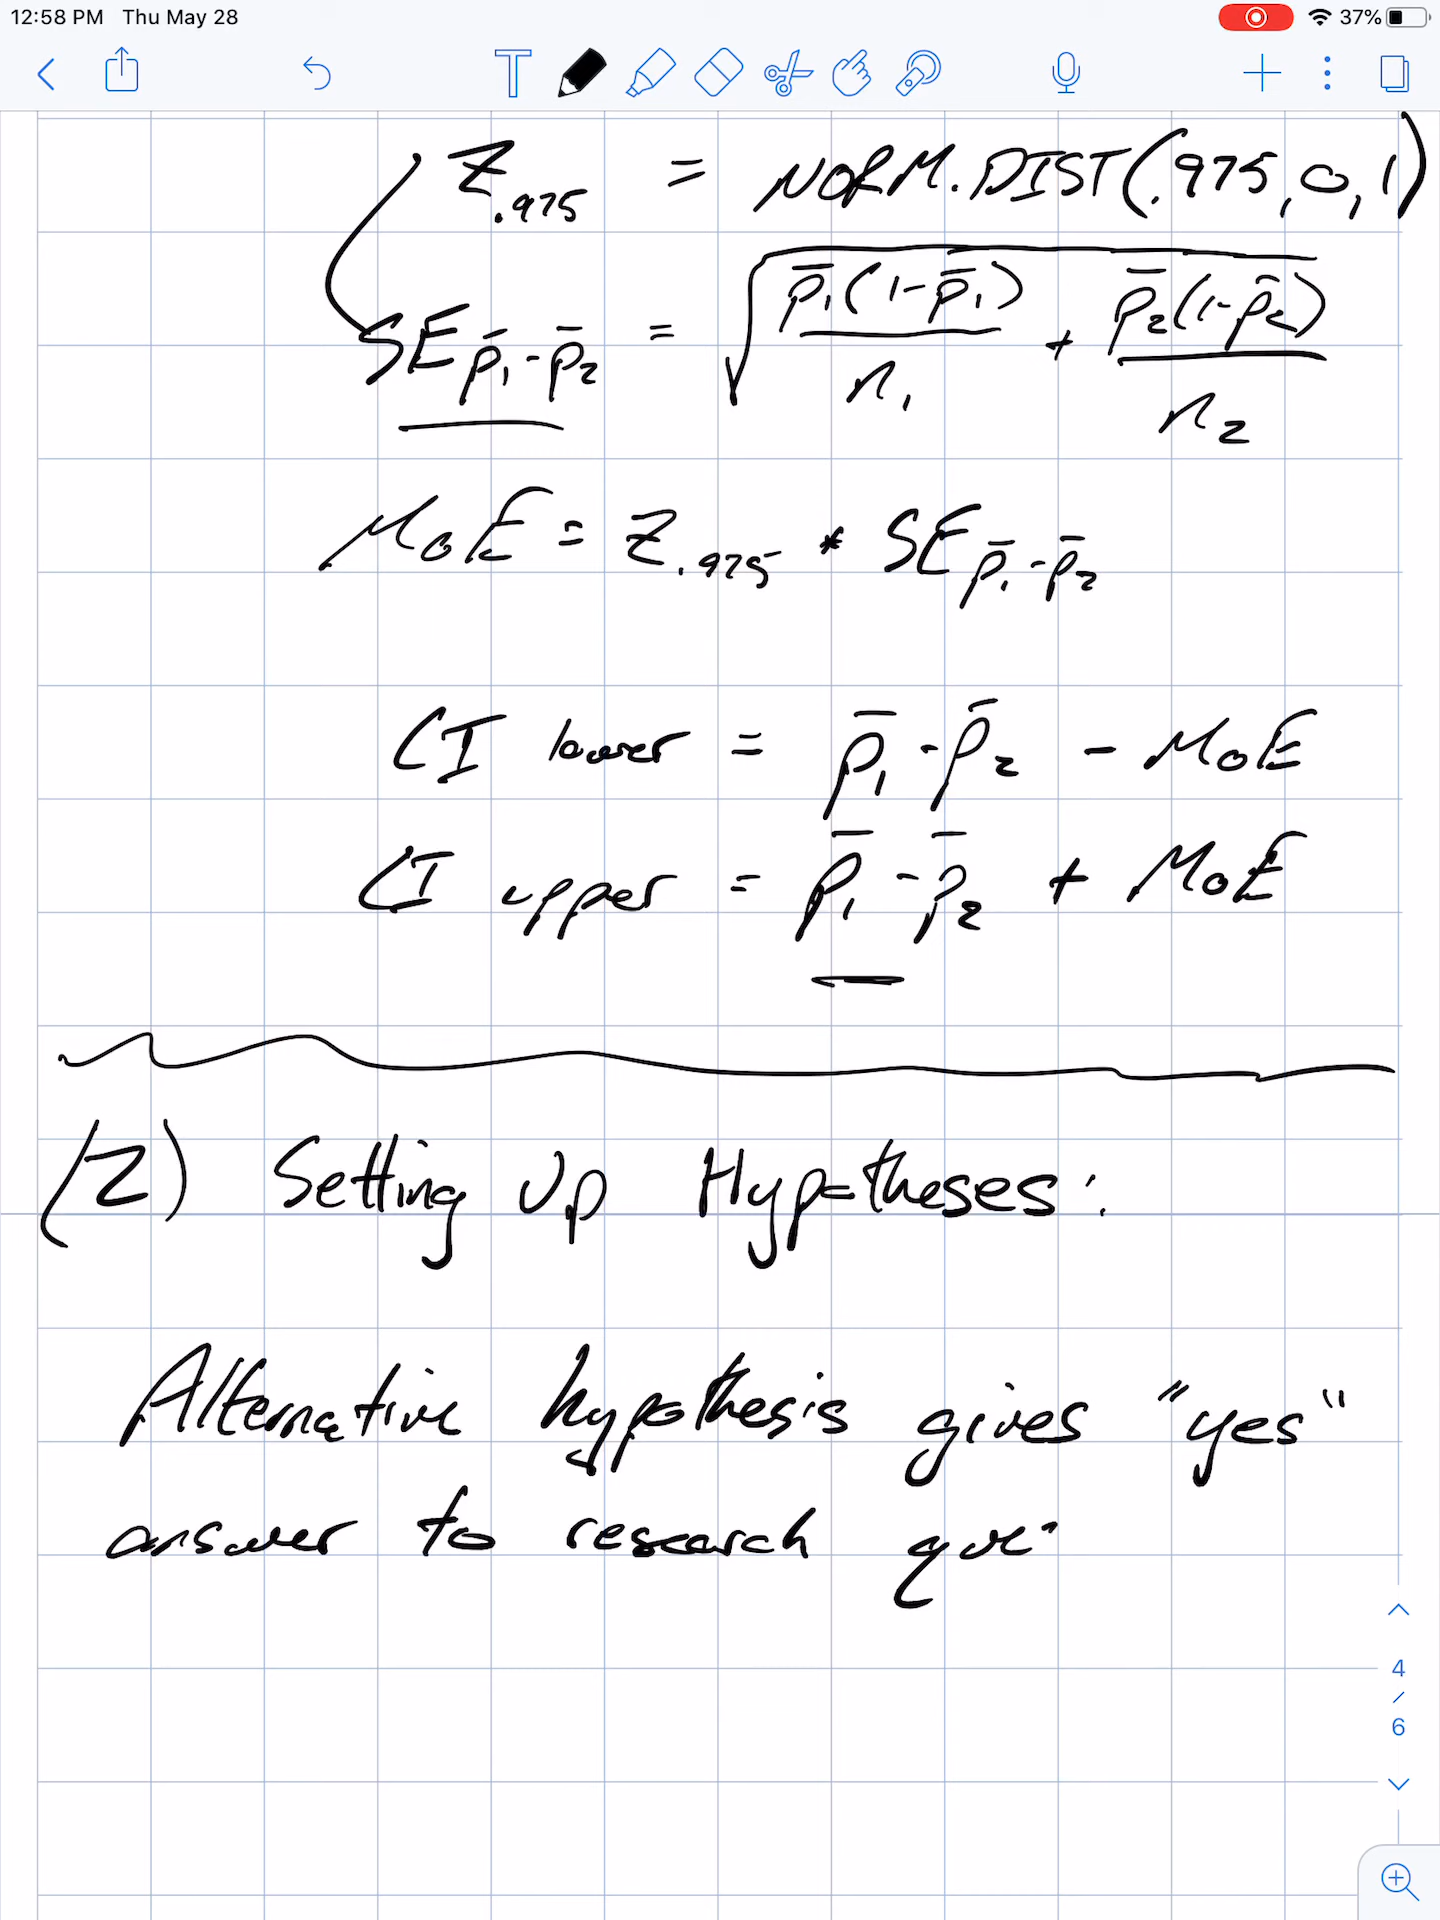 12:58 PM Thu May 28
37%
T
Z.975 = NORM.DIST(.975,0,1)
SE p̄₁-p̄₂ = √(p̄₁(1-p̄₁)/n₁ + p̄₂(1-p̄₂)/n₂)
MoE = Z.975 * SE p̄₁-p̄₂
CI lower = p̄₁-p̄₂ - MoE
CI upper = p̄₁-p̄₂ + MoE
(2) Setting Up Hypotheses:
Alternative hypothesis gives "yes"
answer to research que
4
/
6